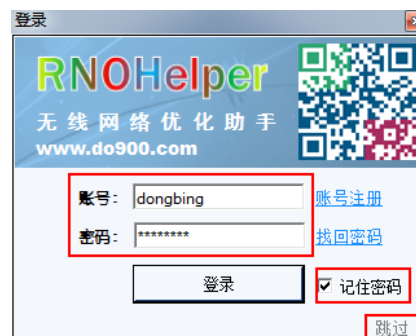 登录
RNOHelper
无线网络优化助手
www.do900.com
账号: dongbing 账号注册
密码: ******** 找回密码
登录 记住密码
跳过